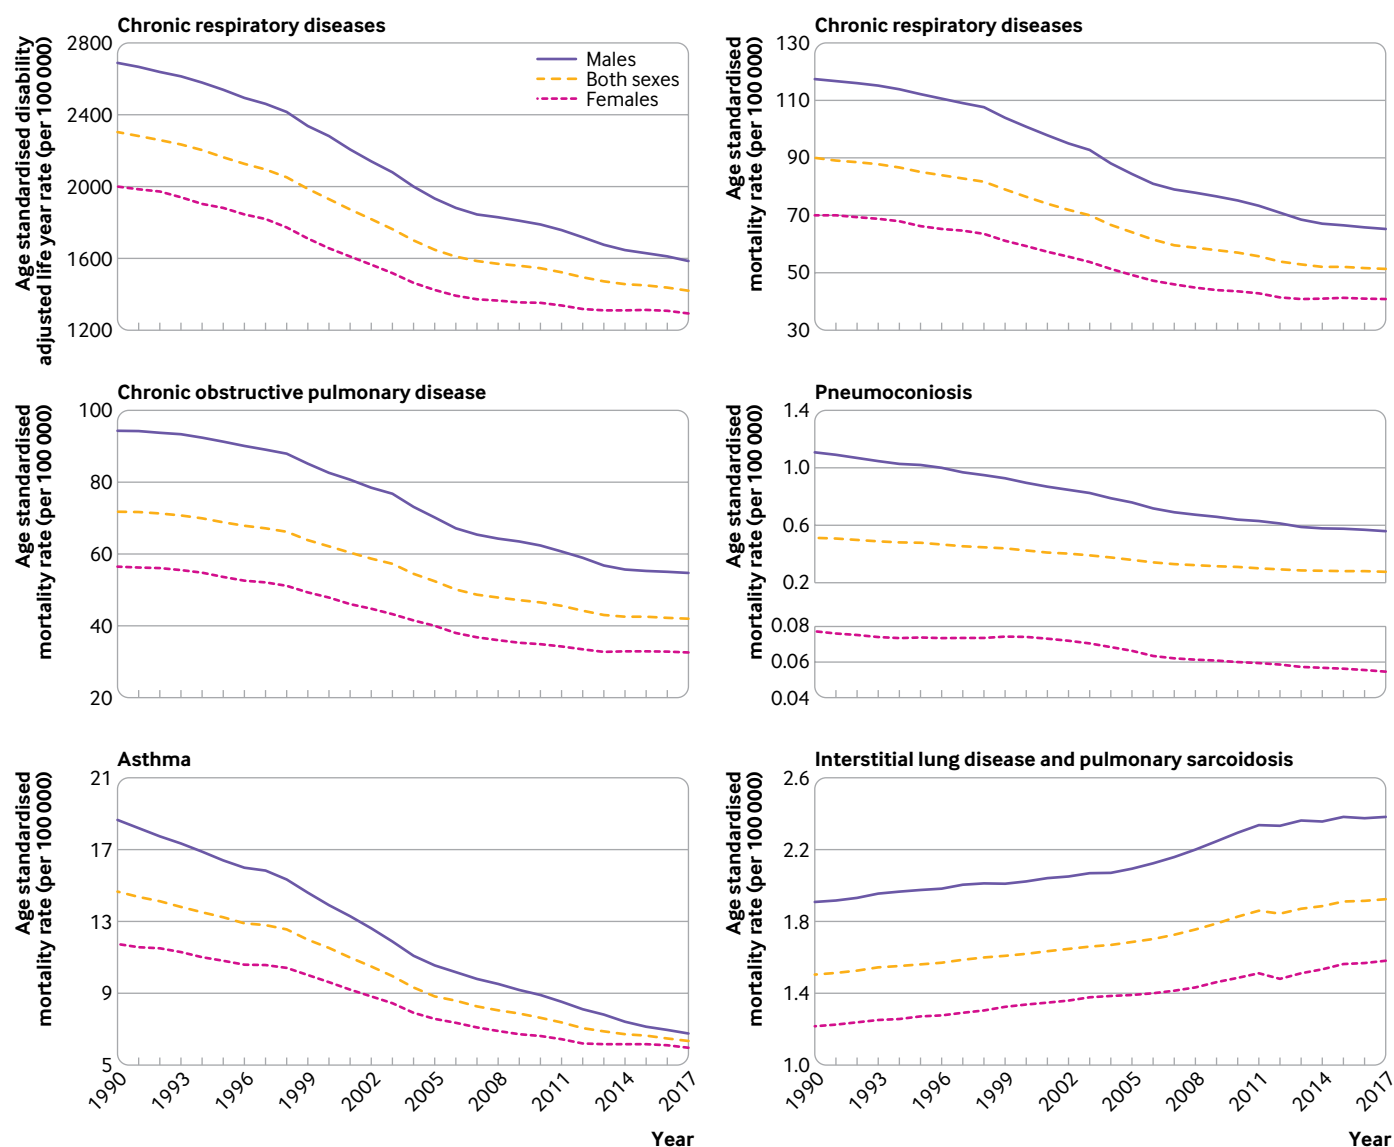 Chronic respiratory diseases
Age standardised disability
adjusted life year rate (per 100 000)
2800
2400
2000
1600
1200
Males
Both sexes
Females
Chronic respiratory diseases
Age standardised
mortality rate (per 100 000)
130
110
90
70
50
30
Chronic obstructive pulmonary disease
Age standardised
mortality rate (per 100 000)
100
80
60
40
20
Pneumoconiosis
Age standardised
mortality rate (per 100 000)
1.4
1.0
0.6
0.2
0.08
0.06
0.04
Asthma
Age standardised
mortality rate (per 100 000)
21
17
13
9
5
1990 1993 1996 1999 2002 2005 2008 2011 2014 2017
Year
Interstitial lung disease and pulmonary sarcoidosis
Age standardised
mortality rate (per 100 000)
2.6
2.2
1.8
1.4
1.0
1990 1993 1996 1999 2002 2005 2008 2011 2014 2017
Year